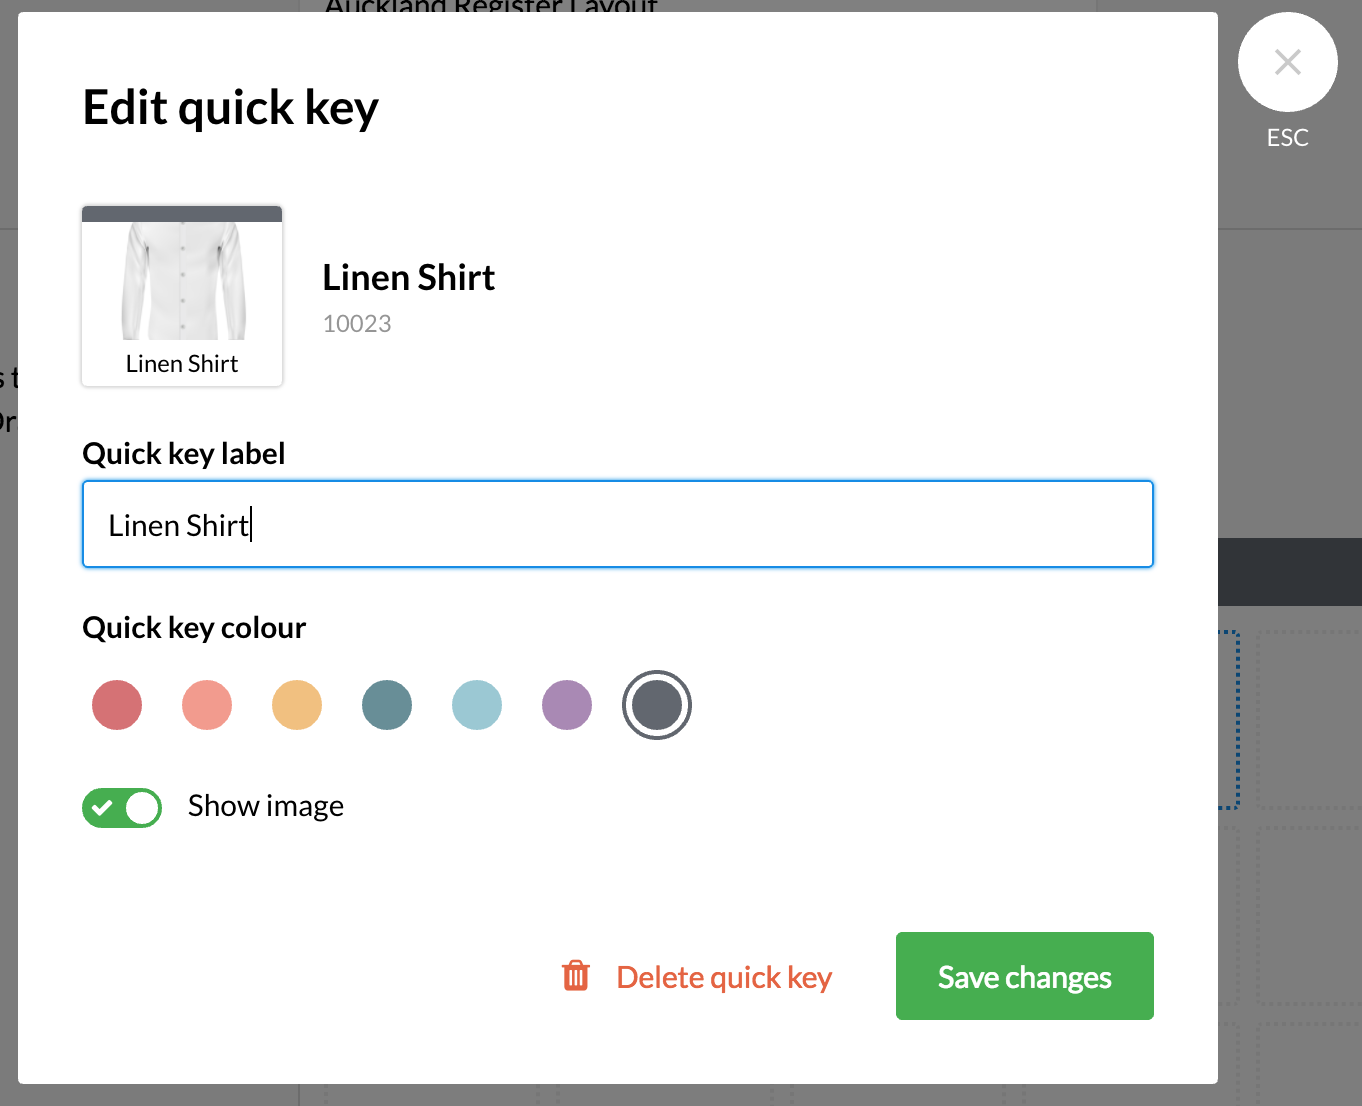 Auckland Register Layout
Edit quick key
ESC
Linen Shirt
10023
Linen Shirt
Quick key label
Linen Shirt
Quick key colour
Show image
Delete quick key
Save changes